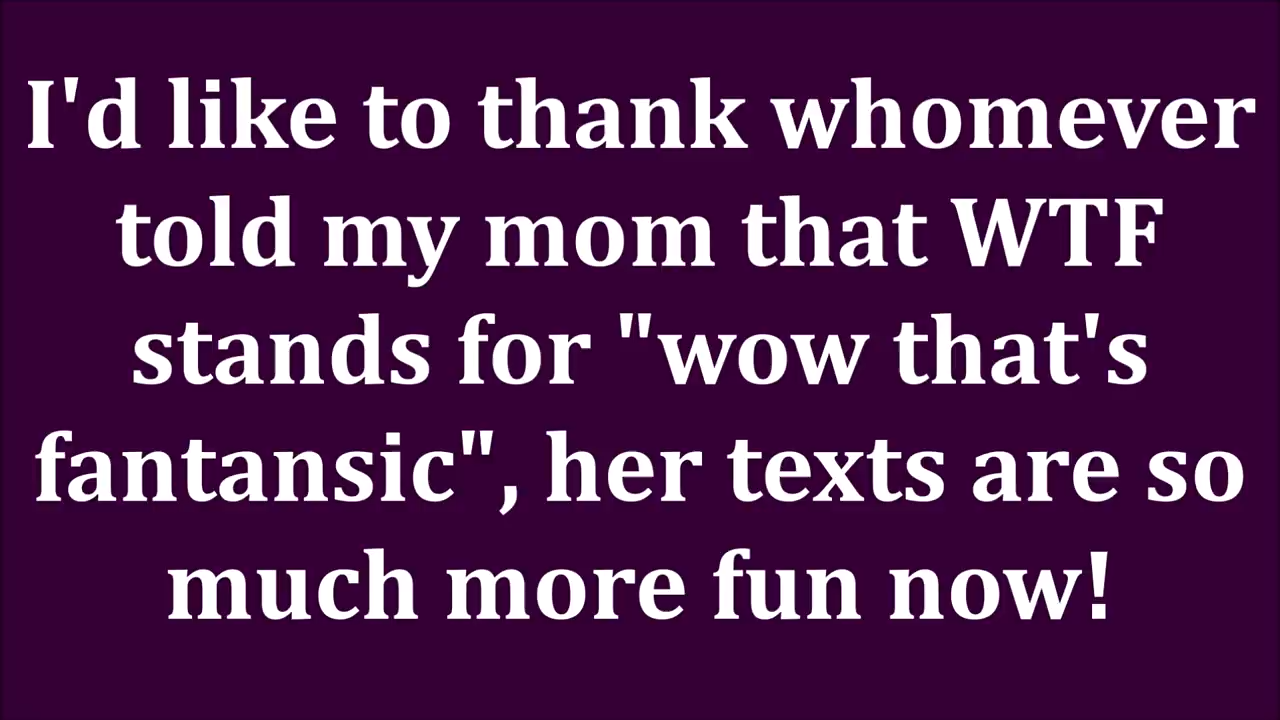 I'd like to thank whomever
told my mom that WTF
stands for "wow that's
fantansic", her texts are so
much more fun now!